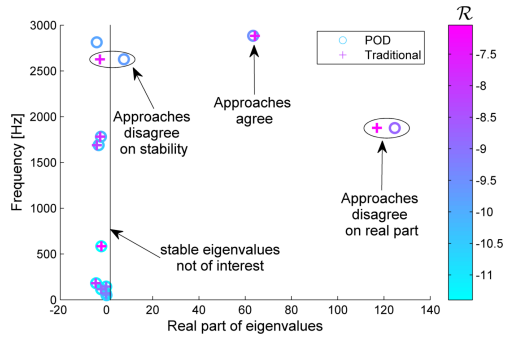 ℛ
3000
2500
2000
1500
1000
500
0
Frequency [Hz]
-20
0
20
40
60
80
100
120
140
Real part of eigenvalues
POD
Traditional
Approaches
disagree
on stability
Approaches
agree
Approaches
disagree
on real part
stable eigenvalues
not of interest
-7.5
-8
-8.5
-9
-9.5
-10
-10.5
-11